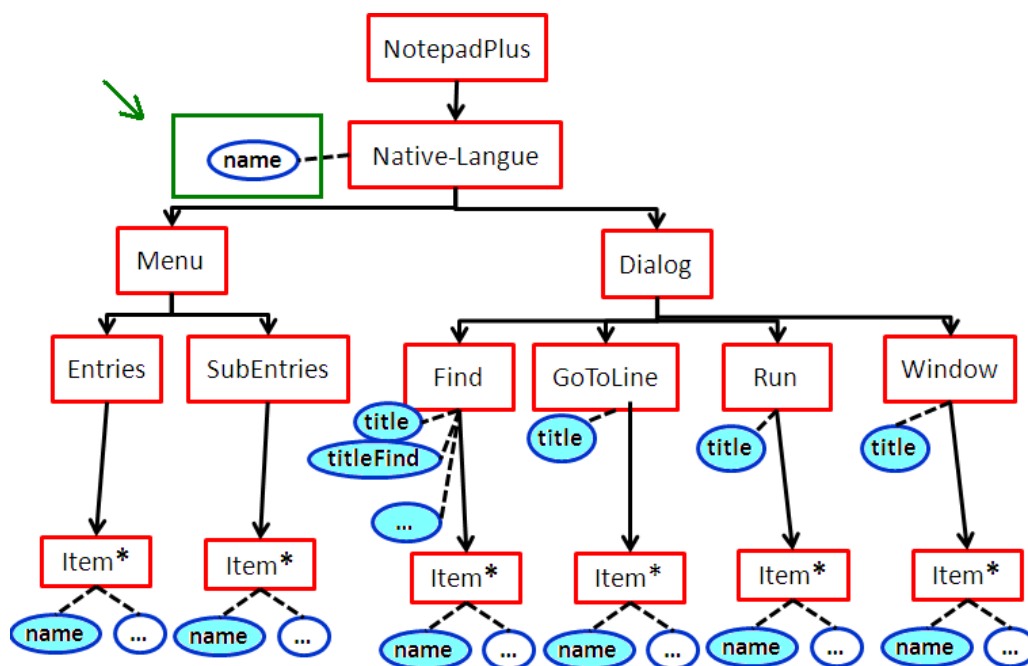 NotepadPlus
name
Native-Langue
Menu
Dialog
Entries
SubEntries
Find
GoToLine
Run
Window
title
titleFind
...
title
title
title
Item*
Item*
Item*
Item*
Item*
Item*
name
...
name
...
name
...
name
...
name
...
name
...